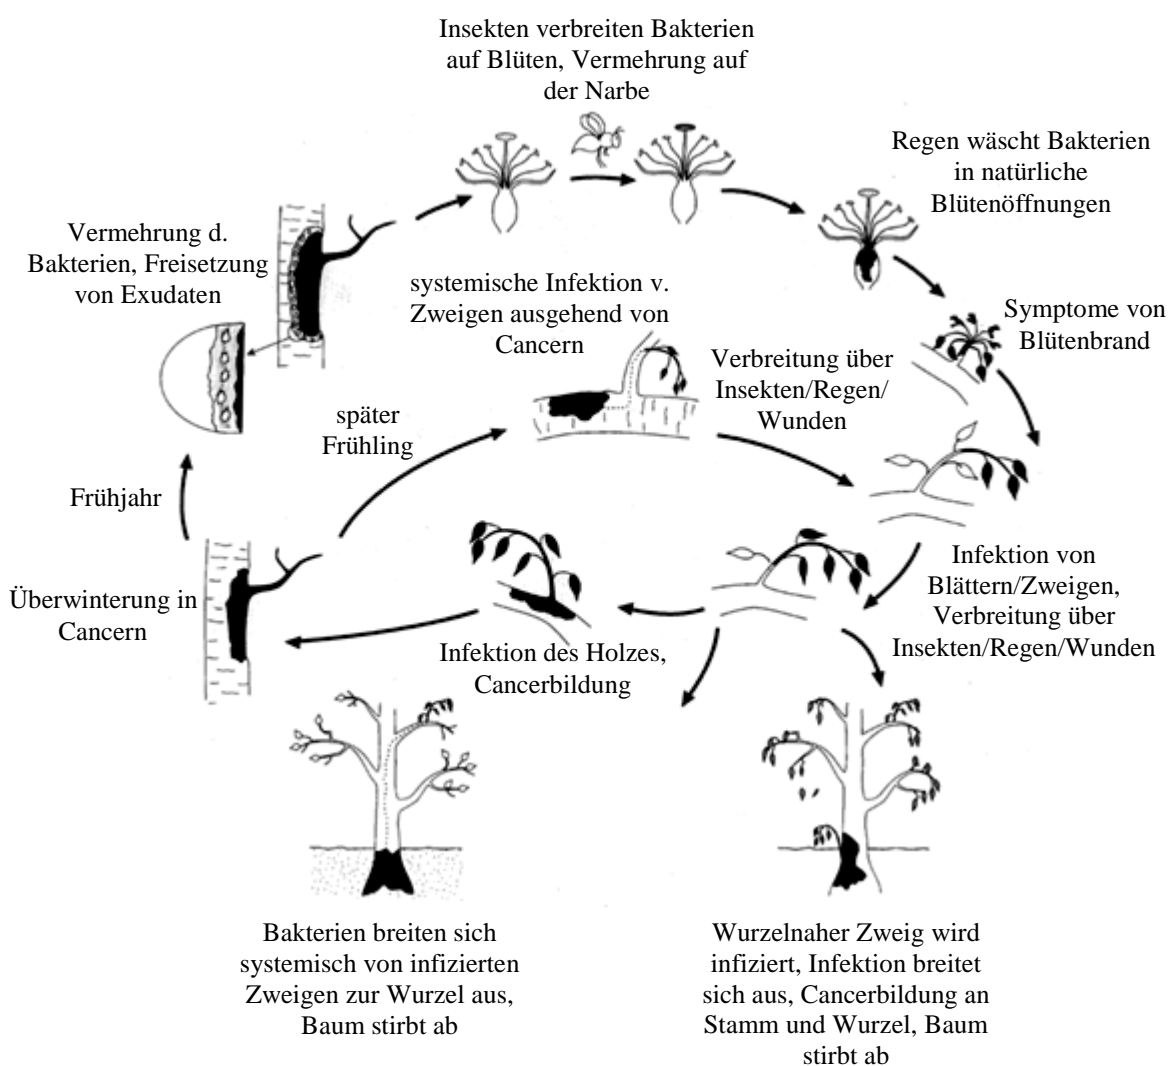 Insekten verbreiten Bakterien
auf Blüten, Vermehrung auf
der Narbe
Regen wäscht Bakterien
in natürliche
Blütenöffnungen
Vermehrung d.
Bakterien, Freisetzung
von Exudaten
systemische Infektion v.
Zweigen ausgehend von
Cancern
Symptome von
Blütenbrand
Verbreitung über
Insekten/Regen/
Wunden
später
Frühling
Frühjahr
Überwinterung in
Cancern
Infektion von
Blättern/Zweigen,
Verbreitung über
Insekten/Regen/Wunden
Infektion des Holzes,
Cancerbildung
Bakterien breiten sich
systemisch von infizierten
Zweigen zur Wurzel aus,
Baum stirbt ab
Wurzelnaher Zweig wird
infiziert, Infektion breitet
sich aus, Cancerbildung an
Stamm und Wurzel, Baum
stirbt ab